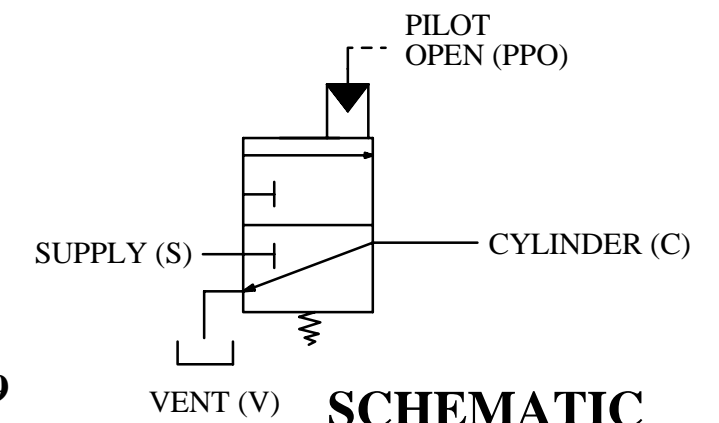 PILOT
OPEN (PPO)
SUPPLY (S)
CYLINDER (C)
VENT (V)
SCHEMATIC